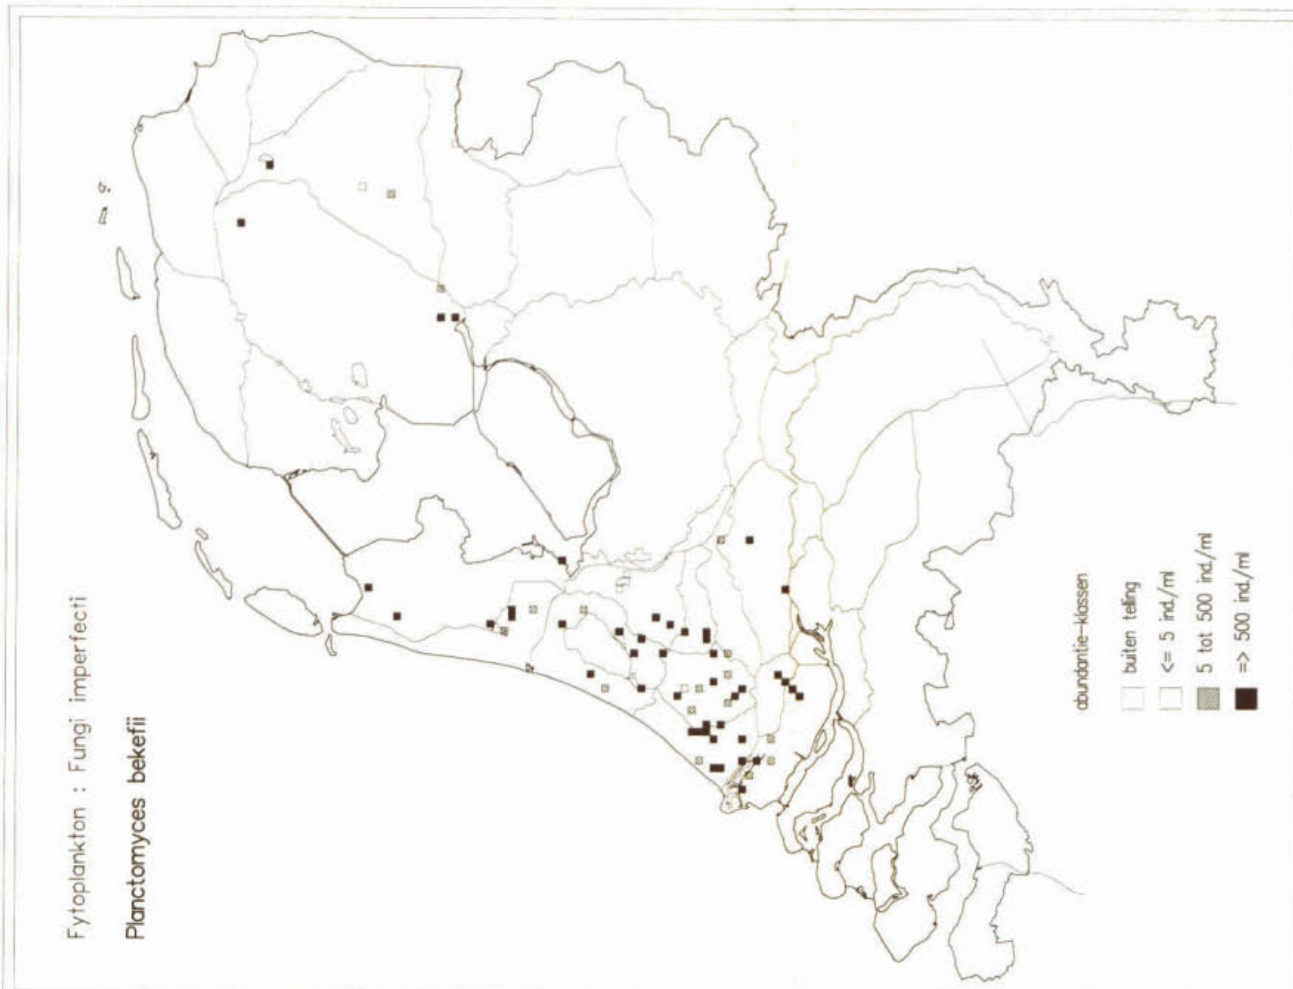 Fytoplankton : Fungi imperfecti
Planctomyces bekefii
abundantie-klassen
buiten telling
<= 5 ind./ml
5 tot 500 ind./ml
=> 500 ind./ml